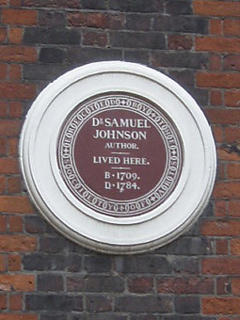 Dr SAMUEL
JOHNSON
AUTHOR.
LIVED HERE.
B·1709.
D·1784.